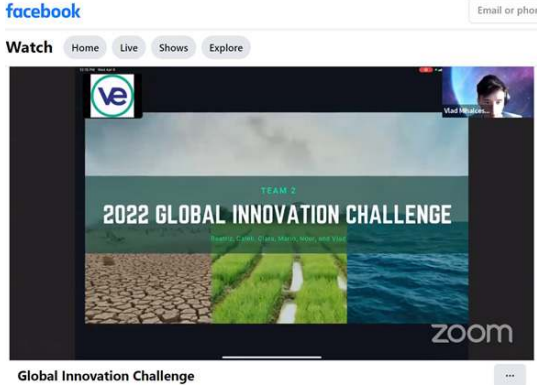 facebook
Email or phon
Watch
Home
Live
Shows
Explore
ve
Vlad Mihalces...
TEAM 2
2022 GLOBAL INNOVATION CHALLENGE
zoom
Global Innovation Challenge
...